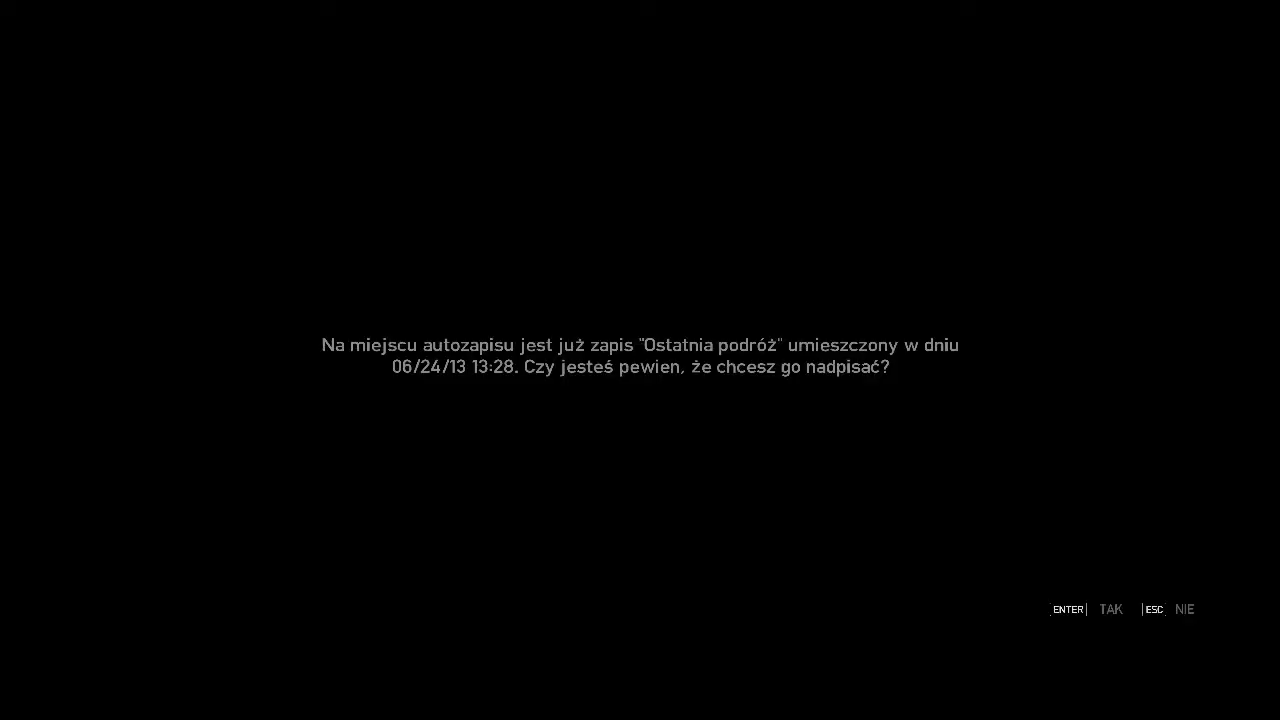 Na miejscu autozapisu jest już zapis "Ostatnia podróż" umieszczony w dniu
06/24/13 13:28. Czy jesteś pewien, że chcesz go nadpisać?
ENTER TAK ESC NIE